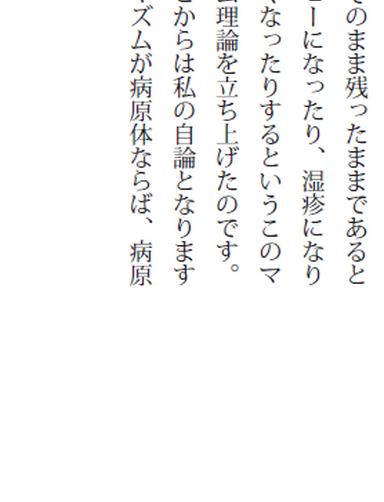 のまま残ったままであると
ーになったり、湿疹になり
なったりするというこのマ
理論を立ち上げたのです。
からは私の自論となります
ズムが病原体ならば、病原